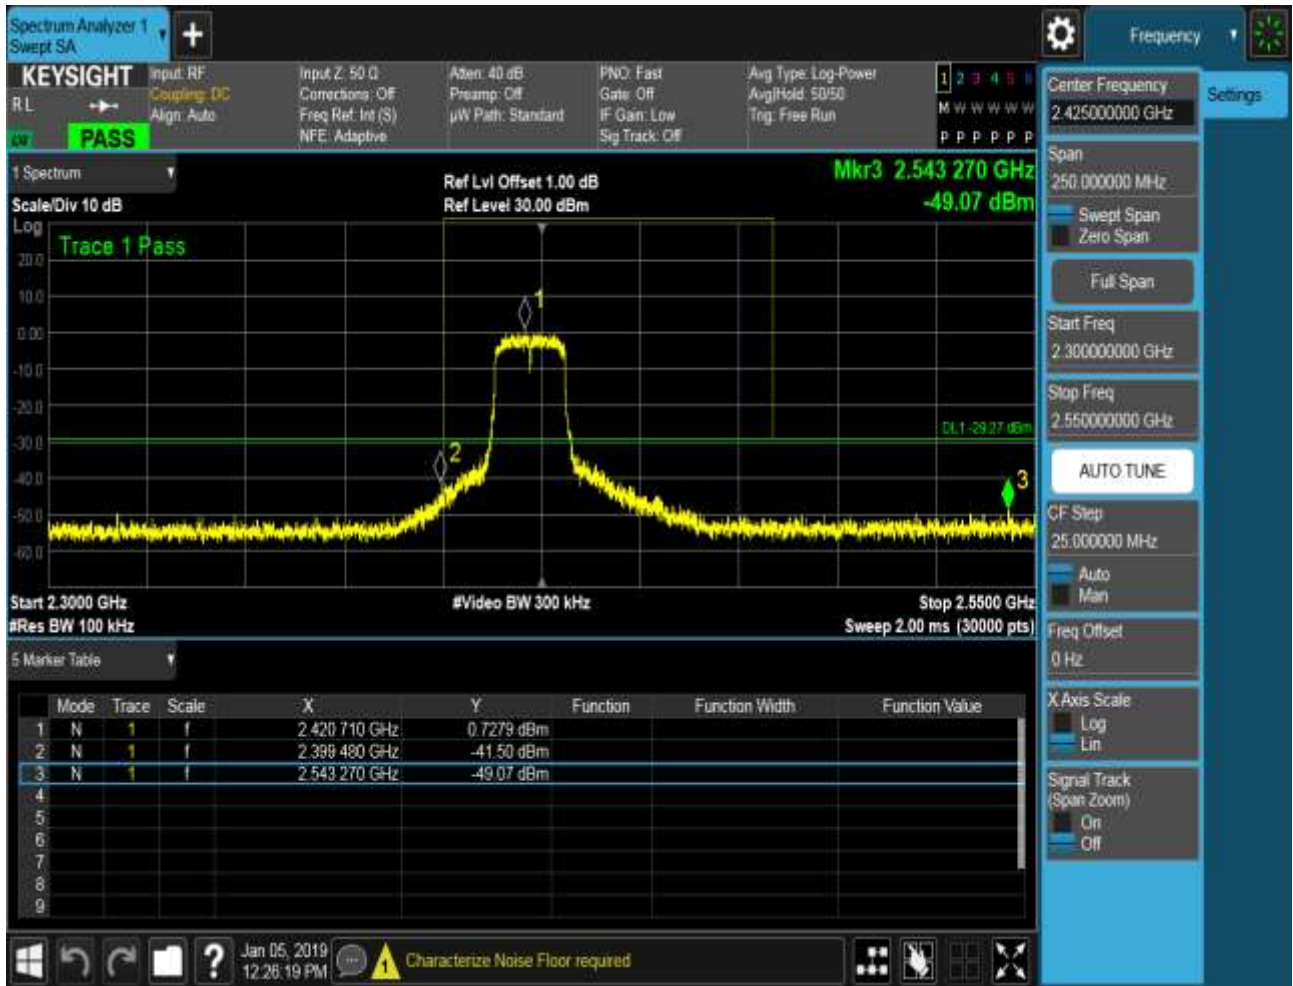 Spectrum Analyzer 1
Swept SA
+
Frequency
KEYSIGHT
R L
PASS
Input: RF
Coupling: DC
Align: Auto
Input Z: 50 Ω
Corrections: Off
Freq Ref: Int (S)
NFE: Adaptive
Atten: 40 dB
Preamp: Off
µW Path: Standard
PNO: Fast
Gate: Off
IF Gain: Low
Sig Track: Off
Avg Type: Log-Power
Avg|Hold: 50/50
Trig: Free Run
1 2 3 4 5 6
M W W W W W
P P P P P P
1 Spectrum
Scale/Div 10 dB
Ref Lvl Offset 1.00 dB
Ref Level 30.00 dBm
Mkr3 2.543 270 GHz
-49.07 dBm
Log
Trace 1 Pass
20.0
10.0
0.00
-10.0
-20.0
-30.0
-40.0
-50.0
-60.0
1
2
3
DL1 -29.27 dBm
Start 2.3000 GHz
#Video BW 300 kHz
Stop 2.5500 GHz
#Res BW 100 kHz
Sweep 2.00 ms (30000 pts)
5 Marker Table
Mode Trace Scale X Y Function Function Width Function Value
1 N 1 f 2.420 710 GHz 0.7279 dBm
2 N 1 f 2.399 480 GHz -41.50 dBm
3 N 1 f 2.543 270 GHz -49.07 dBm
4
5
6
7
8
9
Center Frequency
2.425000000 GHz
Settings
Span
250.000000 MHz
Swept Span
Zero Span
Full Span
Start Freq
2.300000000 GHz
Stop Freq
2.550000000 GHz
AUTO TUNE
CF Step
25.000000 MHz
Auto
Man
Freq Offset
0 Hz
X Axis Scale
Log
Lin
Signal Track
(Span Zoom)
On
Off
?
Jan 05, 2019
12:26:19 PM
1
Characterize Noise Floor required